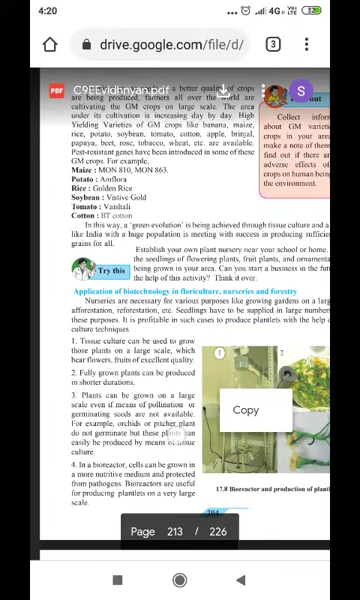 4:20
4G
VoLTE
32
drive.google.com/file/d/
3
PDF
C9EEvidhnyan.pdf
S
a better quality of crops
are being produced, farmers all over the world are
cultivating the GM crops on large scale. The area
under its cultivation is increasing day by day. High
Yielding Varieties of GM crops like banana, maize,
rice, potato, soybean, tomato, cotton, apple, brinjal,
papaya, beet, rose, tobacco, wheat, etc. are available.
Pest-resistant genes have been introduced in some of these
GM crops. For example,
Maize : MON 810, MON 863.
Potato : Amflora
Rice : Golden Rice
Soybean : Vistive Gold
Tomato : Vaishali
Cotton : BT cotton
out
Collect infor
about GM varieti
crops in your area
make a note of them
find out if there ar
adverse effects of
crops on human being
the environment.
In this way, a 'green evolution' is being achieved through tissue culture and a
like India with a huge population is meeting with success in producing sufficien
grains for all.
Try this
Establish your own plant nursery near your school or home.
the seedlings of flowering plants, fruit plants, and ornamenta
being grown in your area. Can you start a business in the futu
the help of this activity? Think it over.
Application of biotechnology in floriculture, nurseries and forestry
Nurseries are necessary for various purposes like growing gardens on a larg
afforestation, reforestation, etc. Seedlings have to be supplied in large numbers
these purposes. It is profitable in such cases to produce plantlets with the help o
culture techniques
1. Tissue culture can be used to grow
those plants on a large scale, which
bear flowers, fruits of excellent quality.
2. Fully grown plants can be produced
in shorter durations.
3. Plants can be grown on a large
scale even if means of pollination or
germinating seeds are not available.
For example, orchids or pitcher plant
do not germinate but these plants can
easily be produced by means of tissue
culture.
4. In a bioreactor, cells can be grown in
a more nutritive medium and protected
from pathogens. Bioreactors are useful
for producing plantlets on a very large
scale.
1
2
Copy
17.8 Bioreactor and production of plantl
204
Page 213 / 226